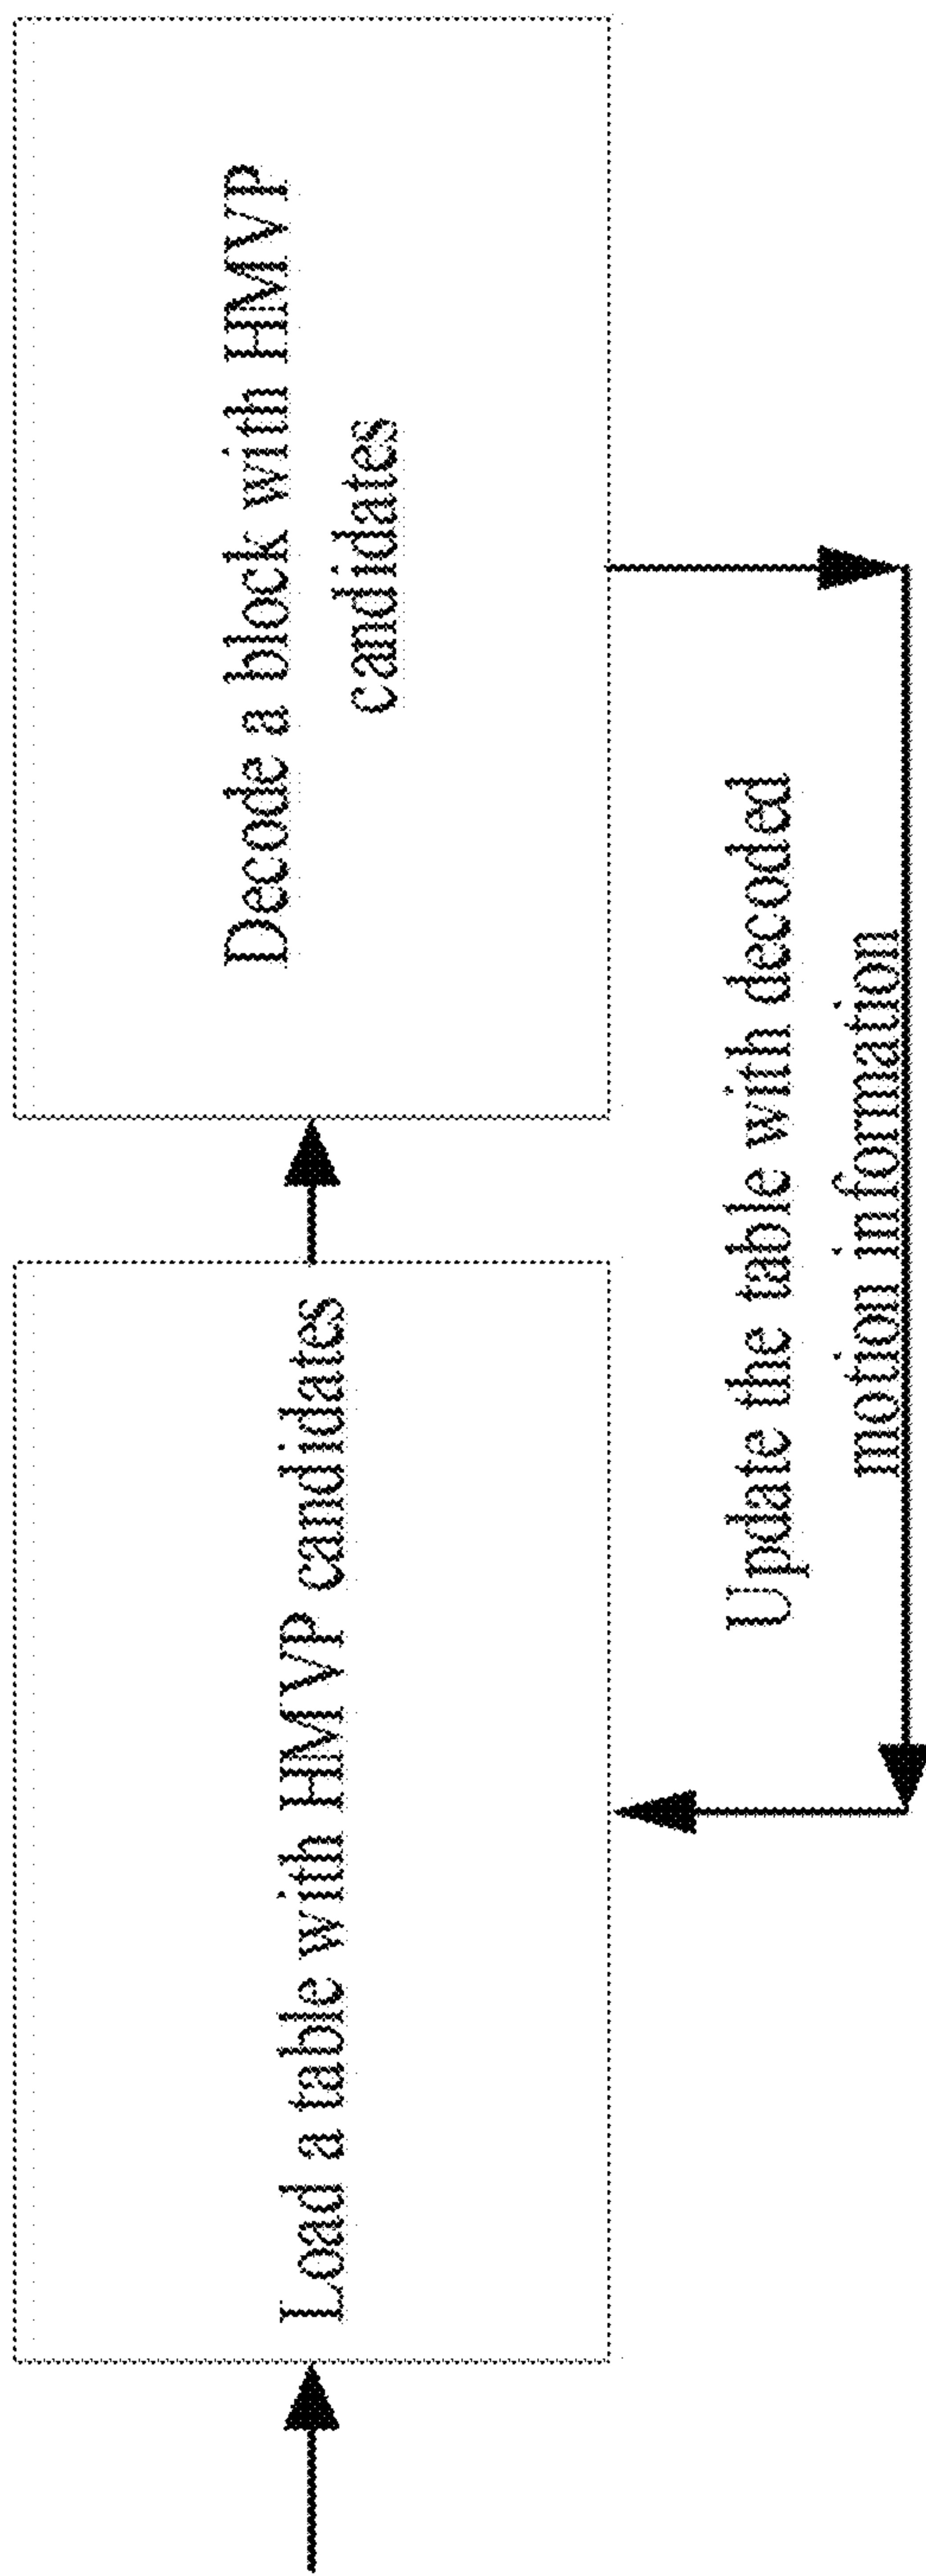 Load a table with HMVP candidates
Decode a block with HMVP
candidates
Update the table with decoded
motion information